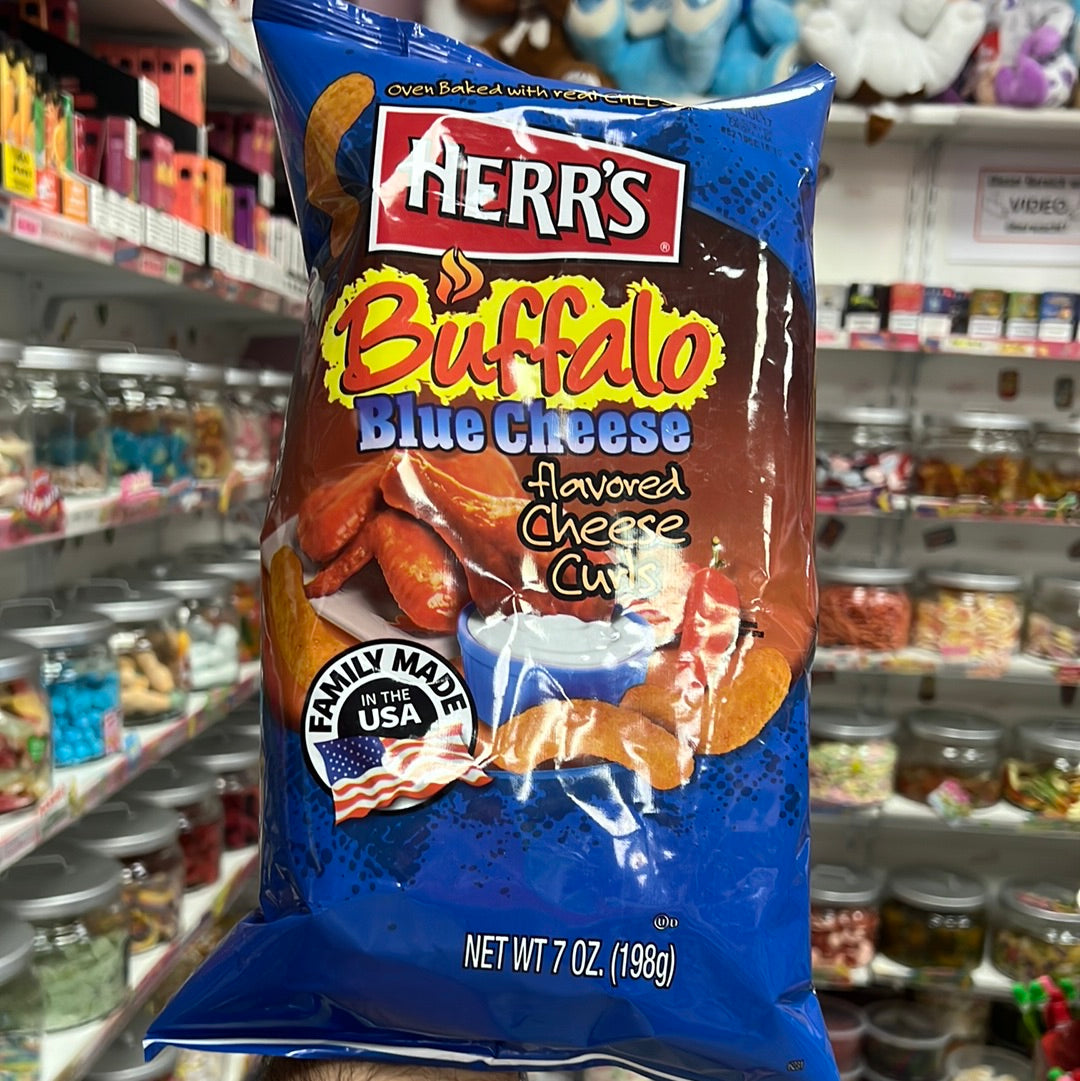 Oven Baked with real CHEE
HERR'S®
Buffalo
Blue Cheese
flavored
Cheese
Curls
FAMILY MADE
IN THE
USA
U D
NET WT 7 OZ. (198g)
VIDEO